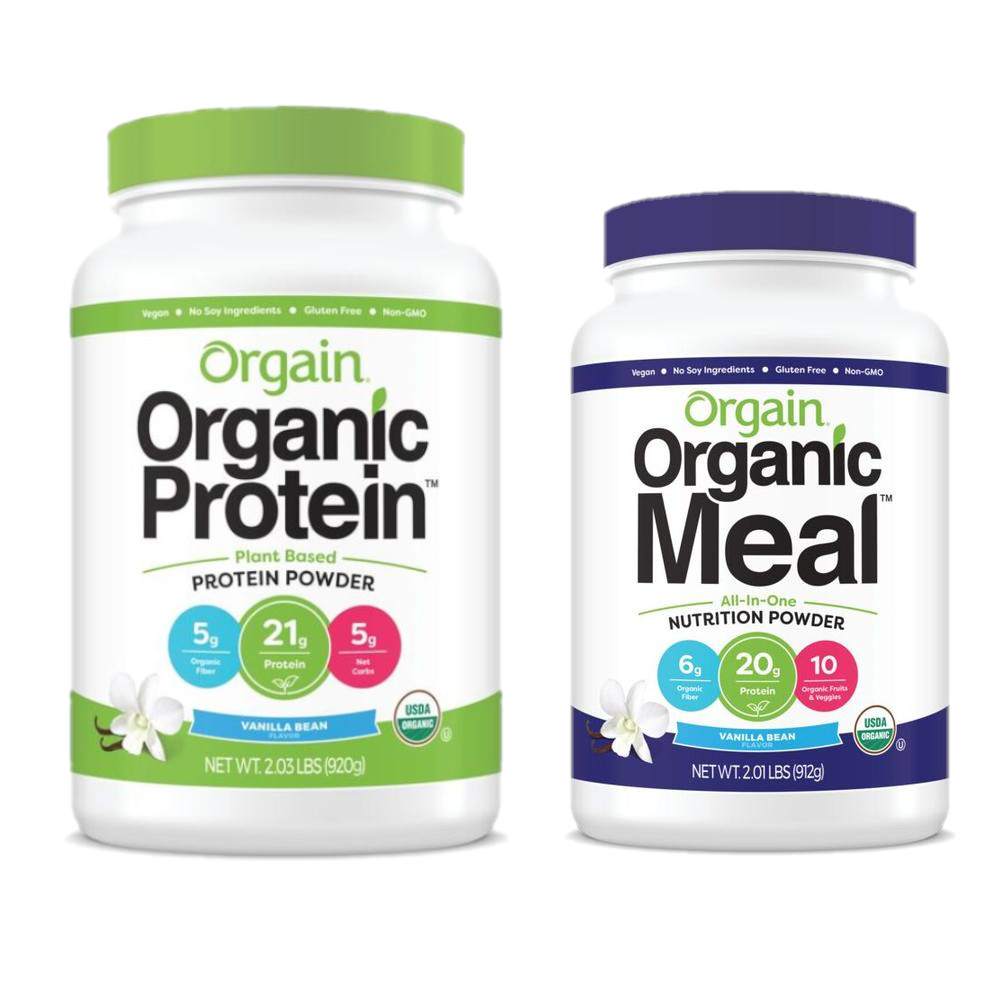 Vegan • No Soy Ingredients • Gluten Free • Non-GMO
Orgain®
Organic
Protein™
Plant Based
PROTEIN POWDER
5g
Organic
Fiber
21g
Protein
5g
Net
Carbs
VANILLA BEAN
FLAVOR
USDA
ORGANIC
U
NET WT. 2.03 LBS (920g)
Vegan • No Soy Ingredients • Gluten Free • Non-GMO
Orgain®
Organic
Meal™
All-In-One
NUTRITION POWDER
6g
Organic
Fiber
20g
Protein
10
Organic Fruits
& Veggies
VANILLA BEAN
FLAVOR
USDA
ORGANIC
U
NET WT. 2.01 LBS (912g)